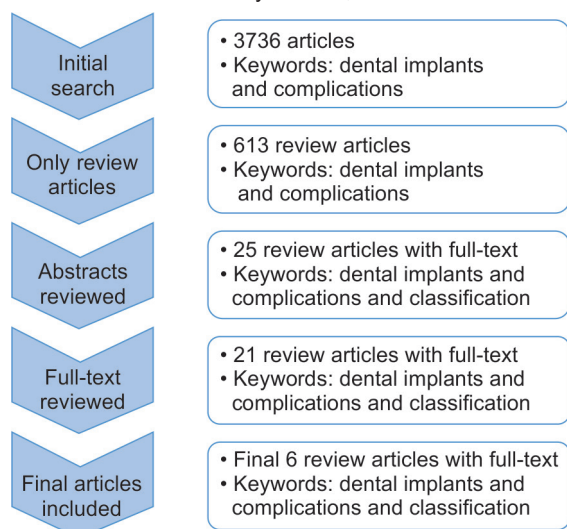 Initial
search
• 3736 articles
• Keywords: dental implants
and complications
Only review
articles
• 613 review articles
• Keywords: dental implants
and complications
Abstracts
reviewed
• 25 review articles with full-text
• Keywords: dental implants and
complications and classification
Full-text
reviewed
• 21 review articles with full-text
• Keywords: dental implants and
complications and classification
Final articles
included
• Final 6 review articles with full-text
• Keywords: dental implants and
complications and classification